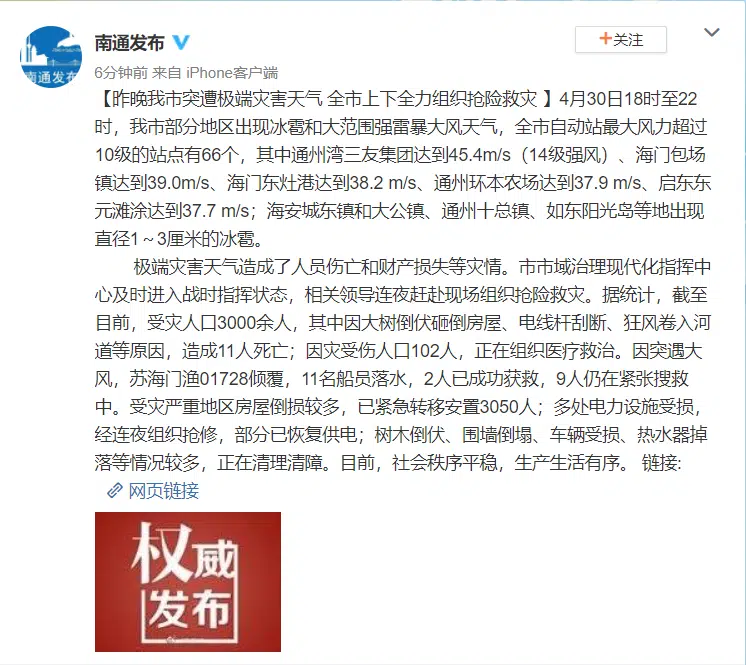 南通发布
南通发布
+关注
6分钟前 来自 iPhone客户端
【昨晚我市突遭极端灾害天气 全市上下全力组织抢险救灾 】4月30日18时至22
时，我市部分地区出现冰雹和大范围强雷暴大风天气，全市自动站最大风力超过
10级的站点有66个，其中通州湾三友集团达到45.4m/s（14级强风）、海门包场
镇达到39.0m/s、海门东灶港达到38.2 m/s、通州环本农场达到37.9 m/s、启东东
元滩涂达到37.7 m/s；海安城东镇和大公镇、通州十总镇、如东阳光岛等地出现
直径1～3厘米的冰雹。
极端灾害天气造成了人员伤亡和财产损失等灾情。市市域治理现代化指挥中
心及时进入战时指挥状态，相关领导连夜赶赴现场组织抢险救灾。据统计，截至
目前，受灾人口3000余人，其中因大树倒伏砸倒房屋、电线杆刮断、狂风卷入河
道等原因，造成11人死亡；因灾受伤人口102人，正在组织医疗救治。因突遇大
风，苏海门渔01728倾覆，11名船员落水，2人已成功获救，9人仍在紧张搜救
中。受灾严重地区房屋倒损较多，已紧急转移安置3050人；多处电力设施受损，
经连夜组织抢修，部分已恢复供电；树木倒伏、围墙倒塌、车辆受损、热水器掉
落等情况较多，正在清理清障。目前，社会秩序平稳，生产生活有序。 链接:
网页链接
权威
发布